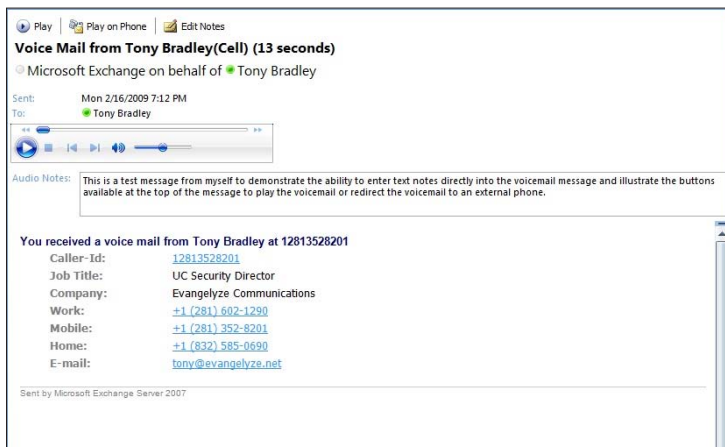 Play Play on Phone Edit Notes
Voice Mail from Tony Bradley(Cell) (13 seconds)
Microsoft Exchange on behalf of Tony Bradley
Sent: Mon 2/16/2009 7:12 PM
To: Tony Bradley
Audio Notes: This is a test message from myself to demonstrate the ability to enter text notes directly into the voicemail message and illustrate the buttons
available at the top of the message to play the voicemail or redirect the voicemail to an external phone.
You received a voice mail from Tony Bradley at 12813528201
Caller-Id: 12813528201
Job Title: UC Security Director
Company: Evangelyze Communications
Work: +1 (281) 602-1290
Mobile: +1 (281) 352-8201
Home: +1 (832) 585-0690
E-mail: tony@evangelyze.net
Sent by Microsoft Exchange Server 2007